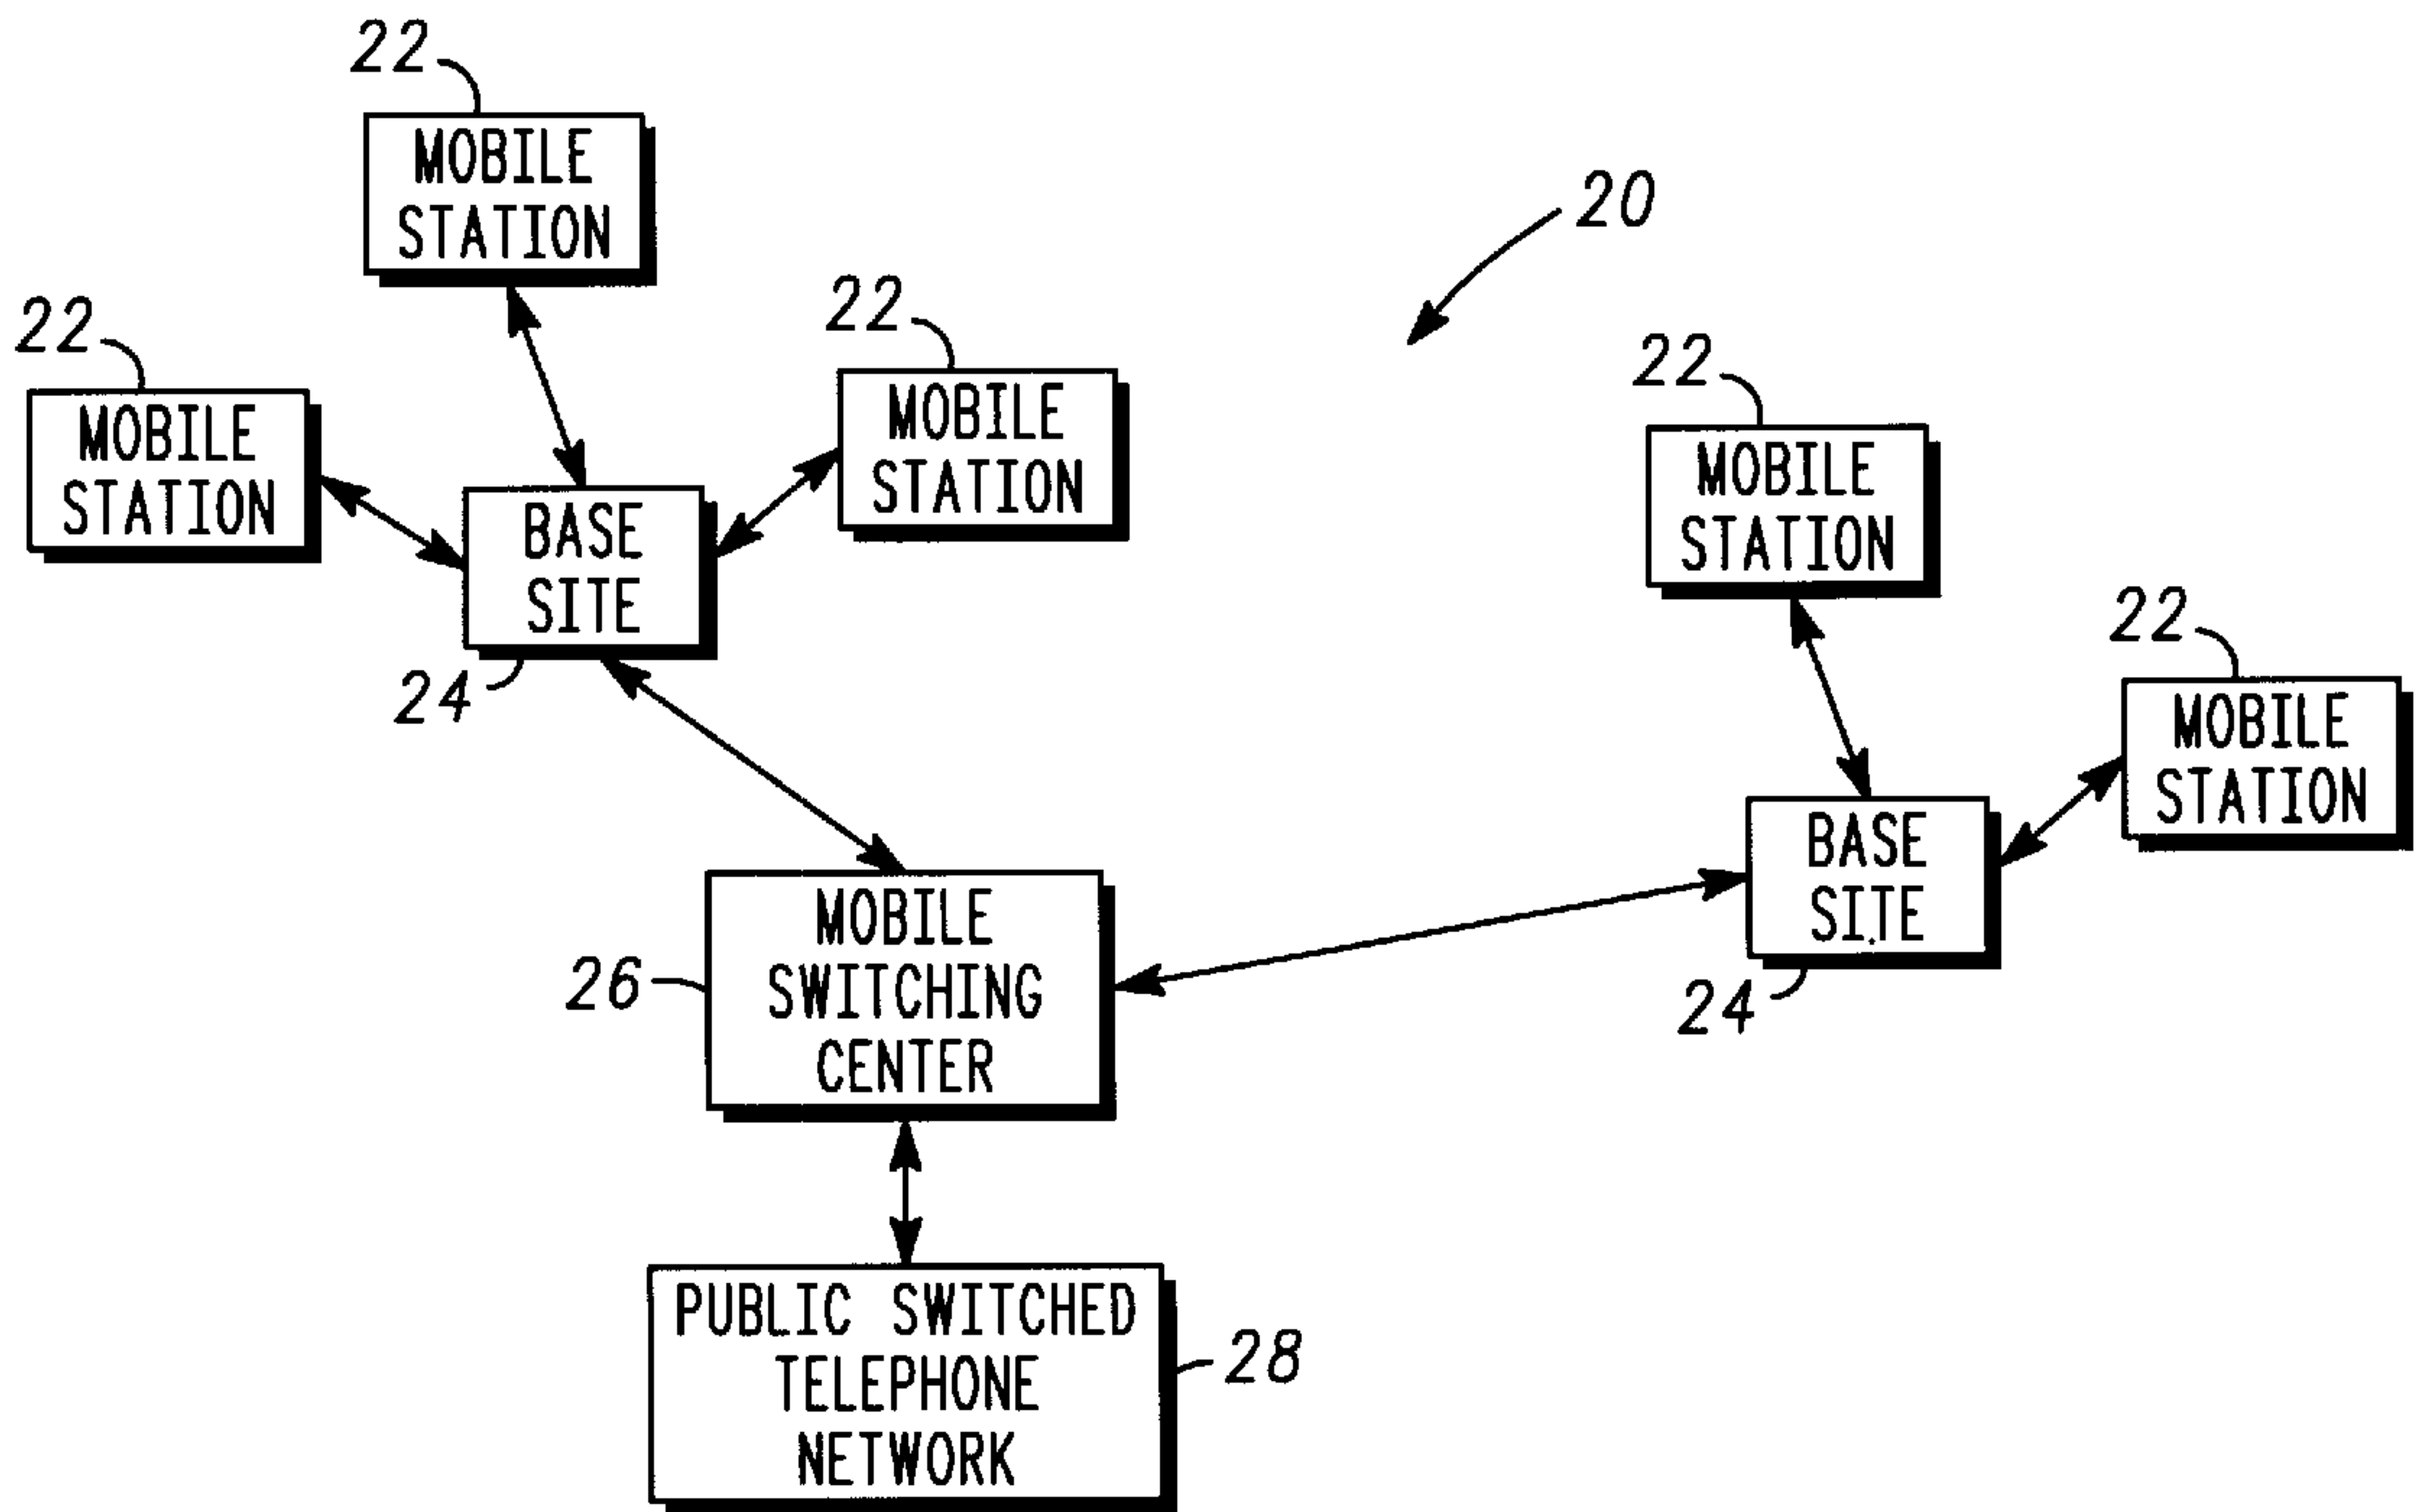 22
MOBILE
STATION
22
MOBILE
STATION
22
MOBILE
STATION
20
22
MOBILE
STATION
22
MOBILE
STATION
BASE
SITE
24
BASE
SITE
24
26
MOBILE
SWITCHING
CENTER
PUBLIC SWITCHED
TELEPHONE
NETWORK
28